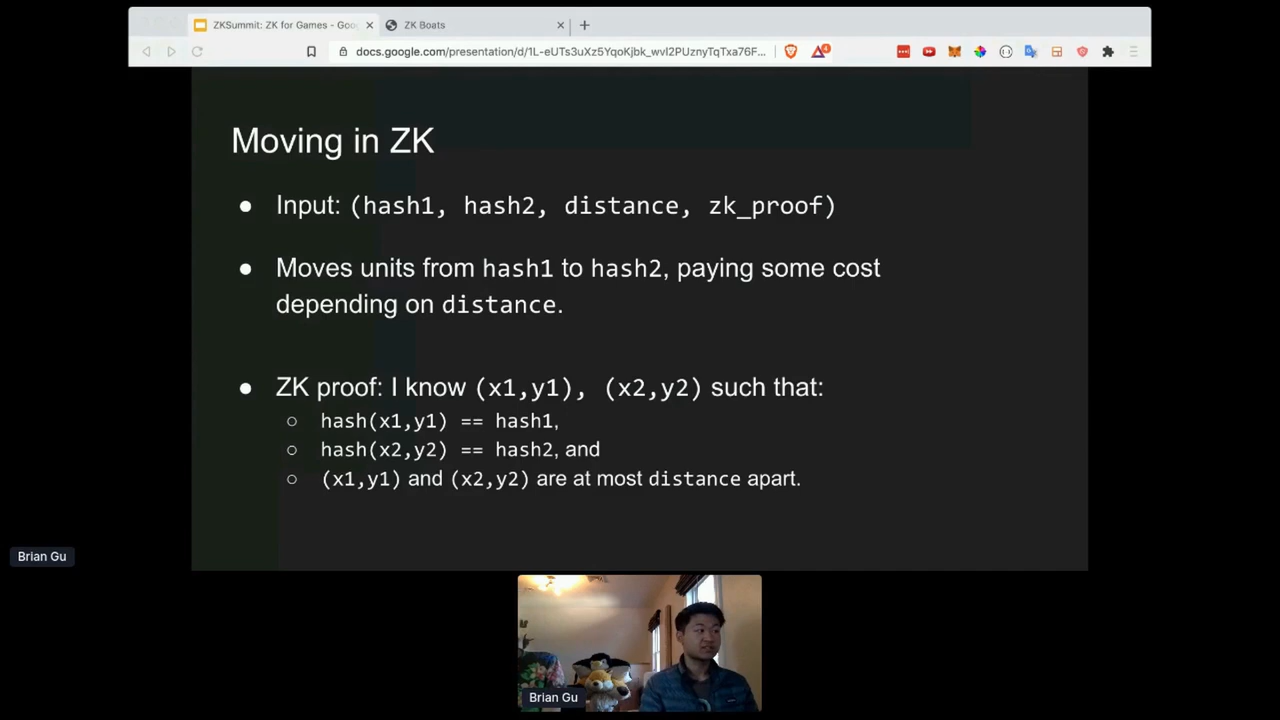 ZKSummit: ZK for Games - Goo
ZK Boats
docs.google.com/presentation/d/1L-eUTs3uXz5YqoKjbk_wvI2PUznyTqTxa76F...
4
Moving in ZK
● Input: (hash1, hash2, distance, zk_proof)
● Moves units from hash1 to hash2, paying some cost
depending on distance.
● ZK proof: I know (x1,y1), (x2,y2) such that:
○ hash(x1,y1) == hash1,
○ hash(x2,y2) == hash2, and
○ (x1,y1) and (x2,y2) are at most distance apart.
Brian Gu
Brian Gu